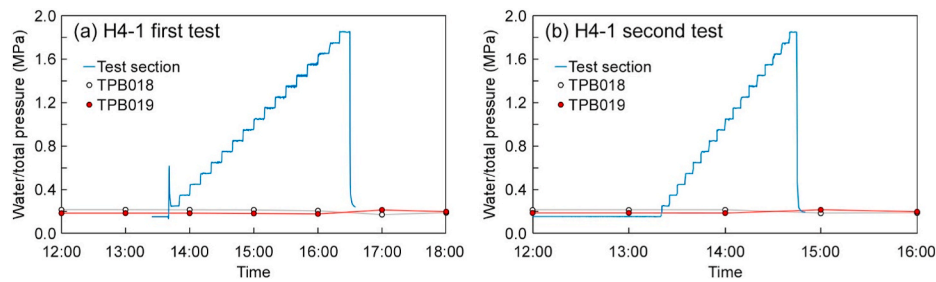 (a) H4-1 first test
Test section
TPB018
TPB019
Water/total pressure (MPa)
2.0
1.6
1.2
0.8
0.4
0.0
12:00 13:00 14:00 15:00 16:00 17:00 18:00
Time
(b) H4-1 second test
Test section
TPB018
TPB019
Water/total pressure (MPa)
2.0
1.6
1.2
0.8
0.4
0.0
12:00 13:00 14:00 15:00 16:00
Time